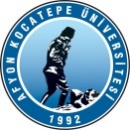 AFYON KOCATEPE ÜNİVERSİTESİ
1992